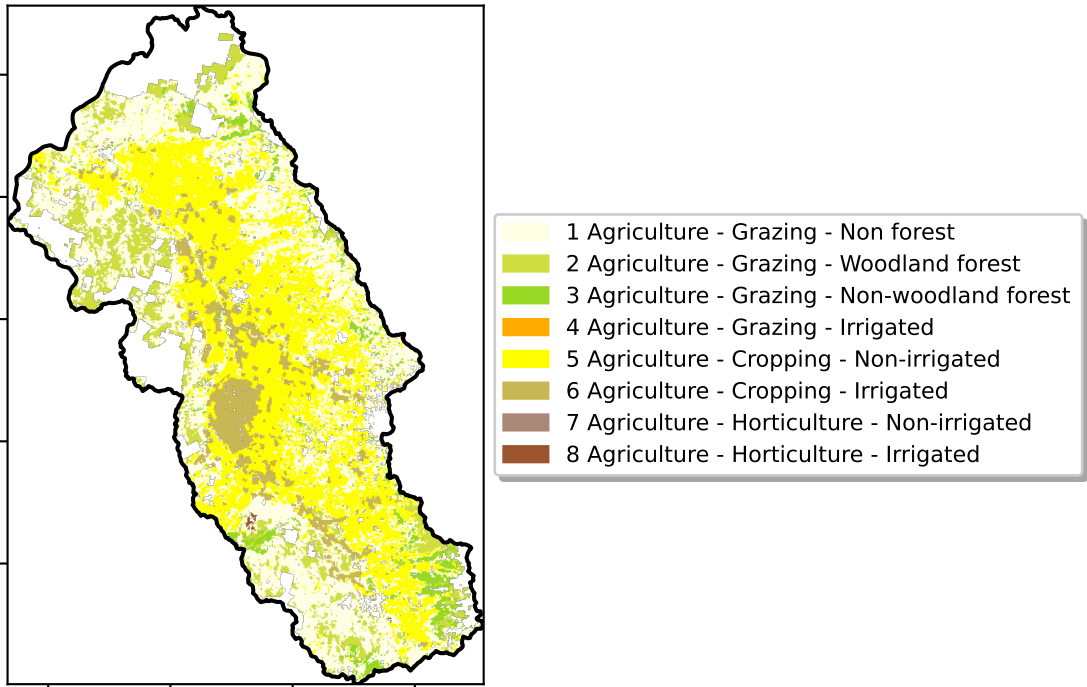 1 Agriculture - Grazing - Non forest
2 Agriculture - Grazing - Woodland forest
3 Agriculture - Grazing - Non-woodland forest
4 Agriculture - Grazing - Irrigated
5 Agriculture - Cropping - Non-irrigated
6 Agriculture - Cropping - Irrigated
7 Agriculture - Horticulture - Non-irrigated
8 Agriculture - Horticulture - Irrigated